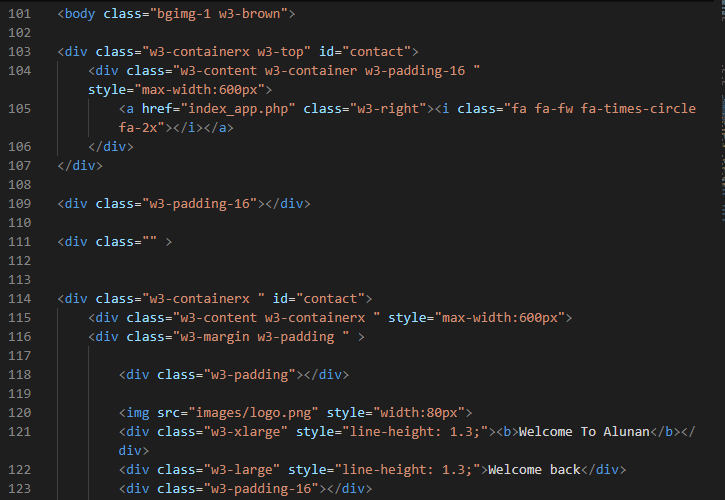 101 <body class="bgimg-1 w3-brown">
102
103 <div class="w3-containerx w3-top" id="contact">
104 <div class="w3-content w3-container w3-padding-16 "
style="max-width:600px">
105 <a href="index_app.php" class="w3-right"><i class="fa fa-fw fa-times-circle
fa-2x"></i></a>
106 </div>
107 </div>
108
109 <div class="w3-padding-16"></div>
110
111 <div class="" >
112
113
114 <div class="w3-containerx " id="contact">
115 <div class="w3-content w3-containerx " style="max-width:600px">
116 <div class="w3-margin w3-padding " >
117
118 <div class="w3-padding"></div>
119
120 <img src="images/logo.png" style="width:80px">
121 <div class="w3-xlarge" style="line-height: 1.3;"><b>Welcome To Alunan</b></
div>
122 <div class="w3-large" style="line-height: 1.3;">Welcome back</div>
123 <div class="w3-padding-16"></div>